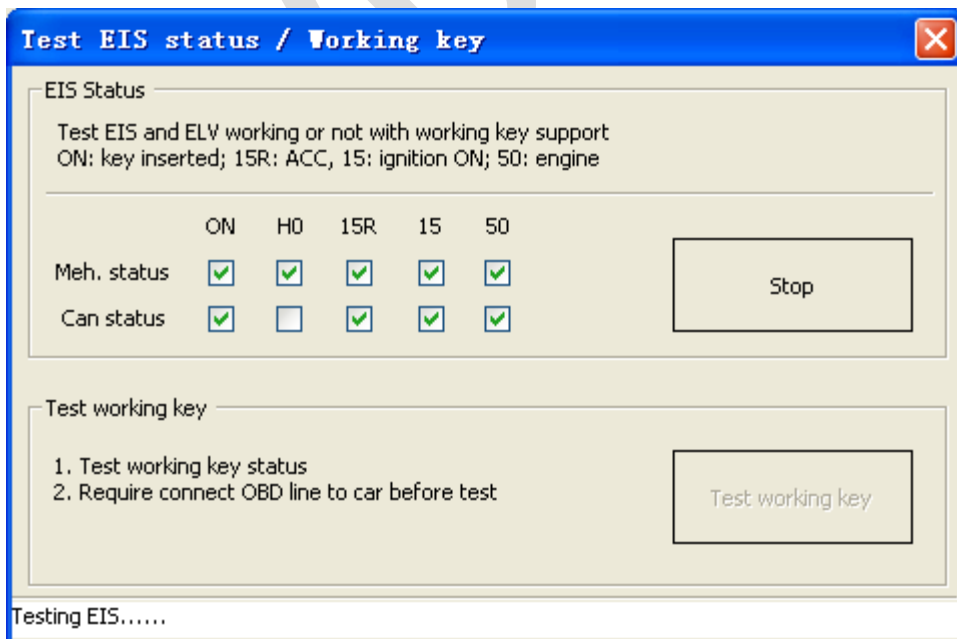 Test EIS status / Working key
EIS Status
Test EIS and ELV working or not with working key support
ON: key inserted; 15R: ACC, 15: ignition ON; 50: engine
ON H0 15R 15 50
Meh. status
Can status
Stop
Test working key
1. Test working key status
2. Require connect OBD line to car before test
Test working key
Testing EIS......